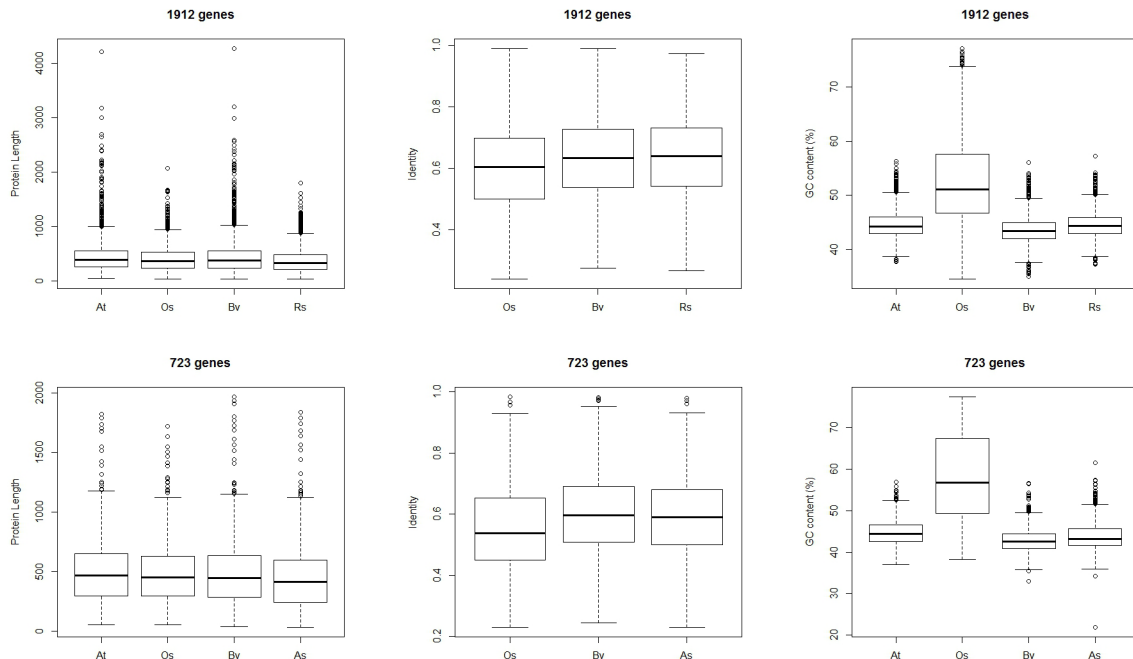 1912 genes
Protein Length
4000
3000
2000
1000
0
At Os Bv Rs
1912 genes
Identity
1.0
0.8
0.6
0.4
Os Bv Rs
1912 genes
GC content (%)
70
60
50
40
At Os Bv Rs
723 genes
Protein Length
2000
1500
1000
500
0
At Os Bv As
723 genes
Identity
1.0
0.8
0.6
0.4
0.2
Os Bv As
723 genes
GC content (%)
70
60
50
40
30
20
At Os Bv As